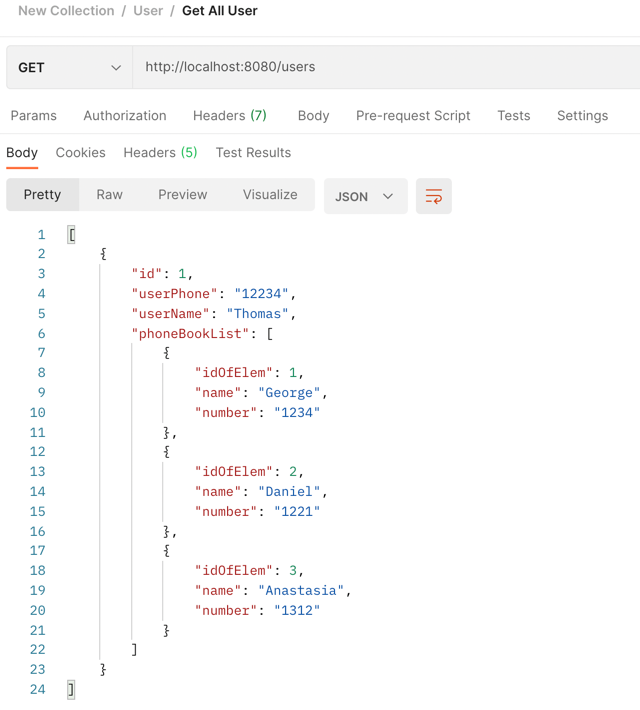 New Collection / User / Get All User
GET http://localhost:8080/users
Params Authorization Headers (7) Body Pre-request Script Tests Settings
Body Cookies Headers (5) Test Results
Pretty Raw Preview Visualize JSON
1 [
2 {
3 "id": 1,
4 "userPhone": "12234",
5 "userName": "Thomas",
6 "phoneBookList": [
7 {
8 "idOfElem": 1,
9 "name": "George",
10 "number": "1234"
11 },
12 {
13 "idOfElem": 2,
14 "name": "Daniel",
15 "number": "1221"
16 },
17 {
18 "idOfElem": 3,
19 "name": "Anastasia",
20 "number": "1312"
21 }
22 ]
23 }
24 ]